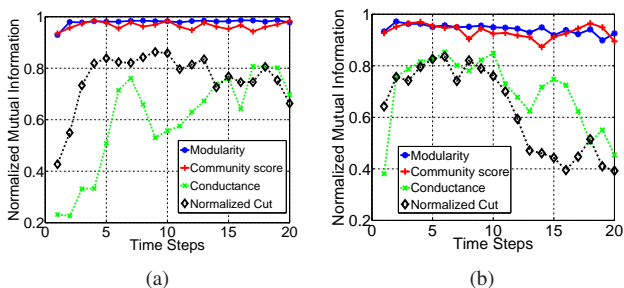 Normalized Mutual Information
1
0.8
0.6
0.4
0.2
0
5
10
15
20
Time Steps
Modularity
Community score
Conductance
Normalized Cut
(a)
Normalized Mutual Information
1
0.8
0.6
0.4
0.2
0
5
10
15
20
Time Steps
Modularity
Community score
Conductance
Normalized Cut
(b)